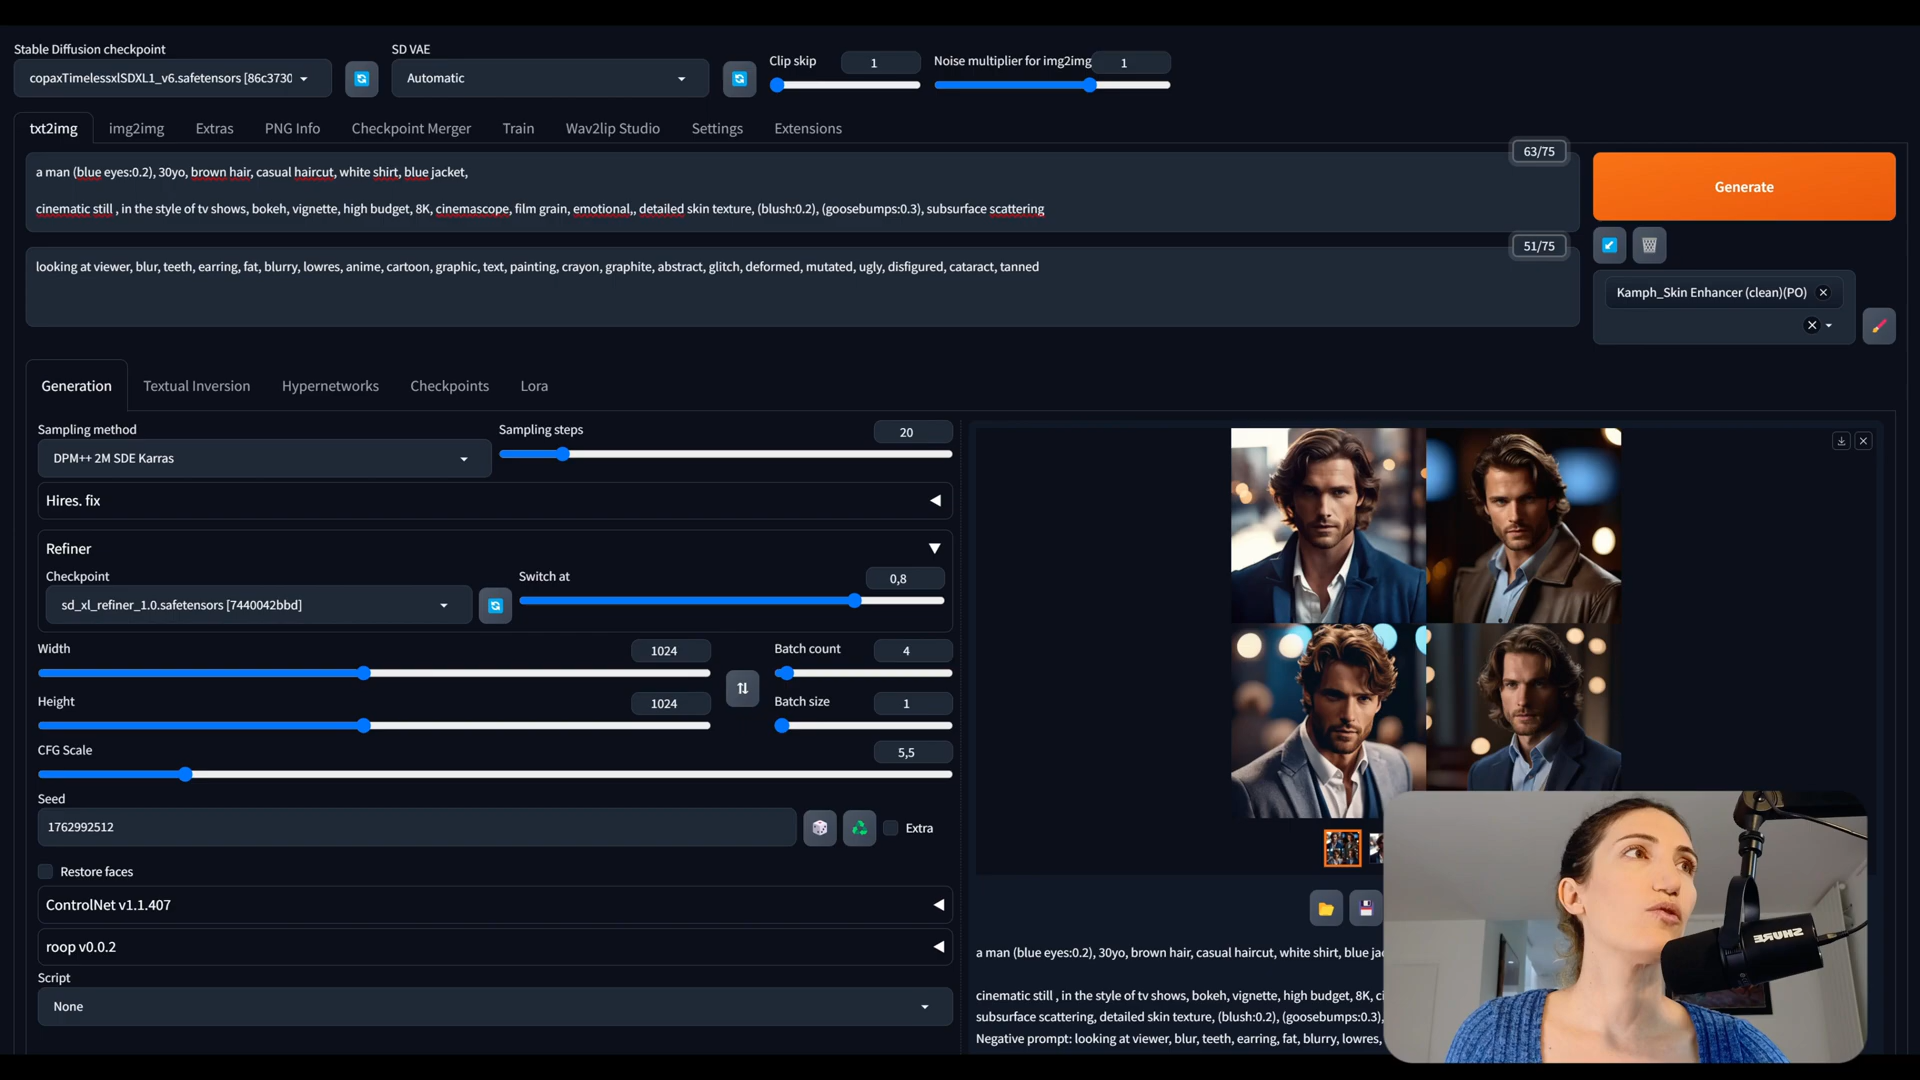 Stable Diffusion checkpoint
copaxTimelessxlSDXL1_v6.safetensors [86c3730
SD VAE
Automatic
Clip skip
1
Noise multiplier for img2img
1
txt2img
img2img
Extras
PNG Info
Checkpoint Merger
Train
Wav2lip Studio
Settings
Extensions
63/75
a man (blue eyes:0.2), 30yo, brown hair, casual haircut, white shirt, blue jacket,
cinematic still , in the style of tv shows, bokeh, vignette, high budget, 8K, cinemascope, film grain, emotional,, detailed skin texture, (blush:0.2), (goosebumps:0.3), subsurface scattering
Generate
51/75
looking at viewer, blur, teeth, earring, fat, blurry, lowres, anime, cartoon, graphic, text, painting, crayon, graphite, abstract, glitch, deformed, mutated, ugly, disfigured, cataract, tanned
Kamph_Skin Enhancer (clean)(PO)
Generation
Textual Inversion
Hypernetworks
Checkpoints
Lora
Sampling method
DPM++ 2M SDE Karras
Sampling steps
20
Hires. fix
Refiner
Checkpoint
sd_xl_refiner_1.0.safetensors [7440042bbd]
Switch at
0,8
Width
1024
Batch count
4
Height
1024
Batch size
1
CFG Scale
5,5
Seed
1762992512
Extra
Restore faces
ControlNet v1.1.407
roop v0.0.2
Script
None
a man (blue eyes:0.2), 30yo, brown hair, casual haircut, white shirt, blue jac
cinematic still , in the style of tv shows, bokeh, vignette, high budget, 8K, ci
subsurface scattering, detailed skin texture, (blush:0.2), (goosebumps:0.3),
Negative prompt: looking at viewer, blur, teeth, earring, fat, blurry, lowres,
SHURE